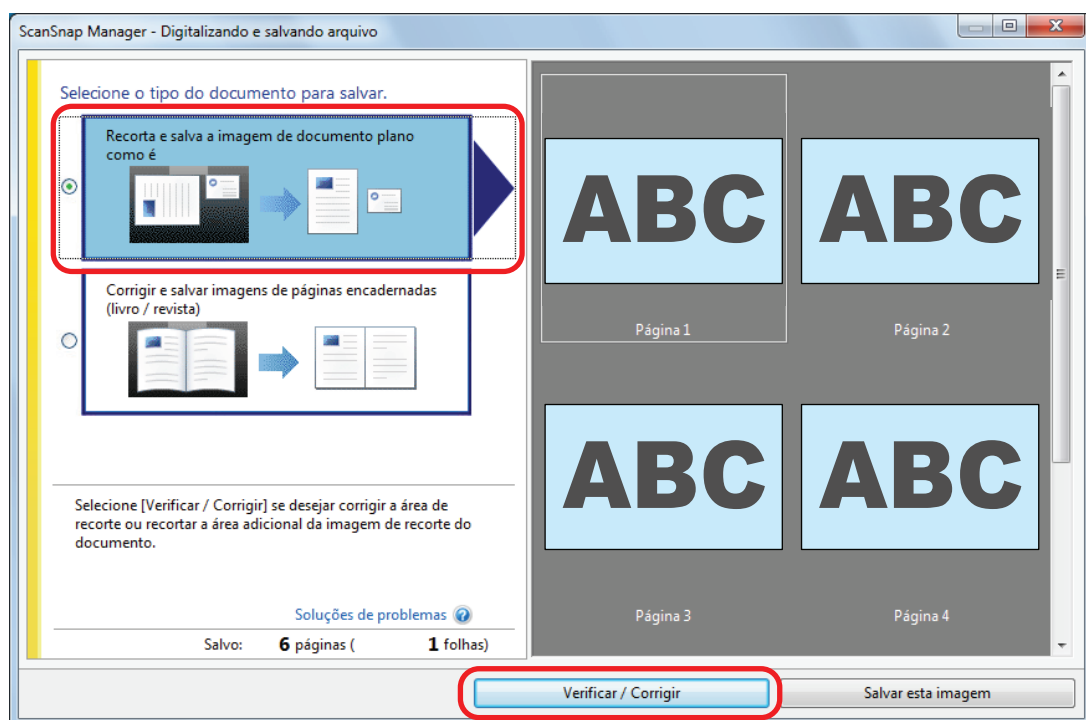 ScanSnap Manager - Digitalizando e salvando arquivo
Selecione o tipo do documento para salvar.
Recorta e salva a imagem de documento plano
como é
Corrigir e salvar imagens de páginas encadernadas
(livro / revista)
Selecione [Verificar / Corrigir] se desejar corrigir a área de
recorte ou recortar a área adicional da imagem de recorte do
documento.
Soluções de problemas
Salvo: 6 páginas ( 1 folhas)
ABC
ABC
Página 1
Página 2
ABC
ABC
Página 3
Página 4
Verificar / Corrigir
Salvar esta imagem